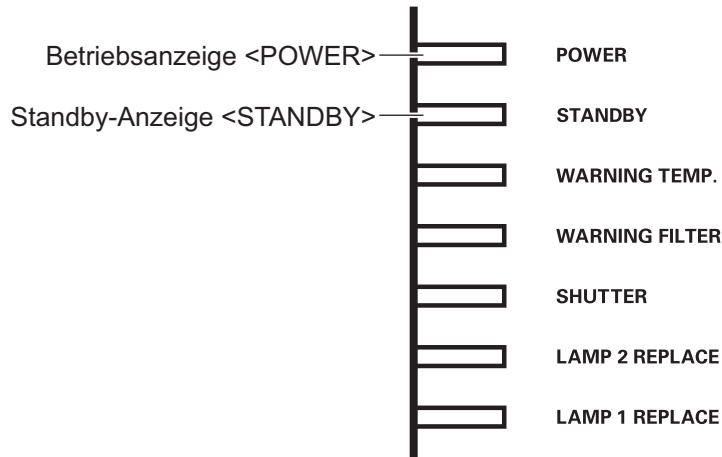 Betriebsanzeige <POWER>
POWER
Standby-Anzeige <STANDBY>
STANDBY
WARNING TEMP.
WARNING FILTER
SHUTTER
LAMP 2 REPLACE
LAMP 1 REPLACE